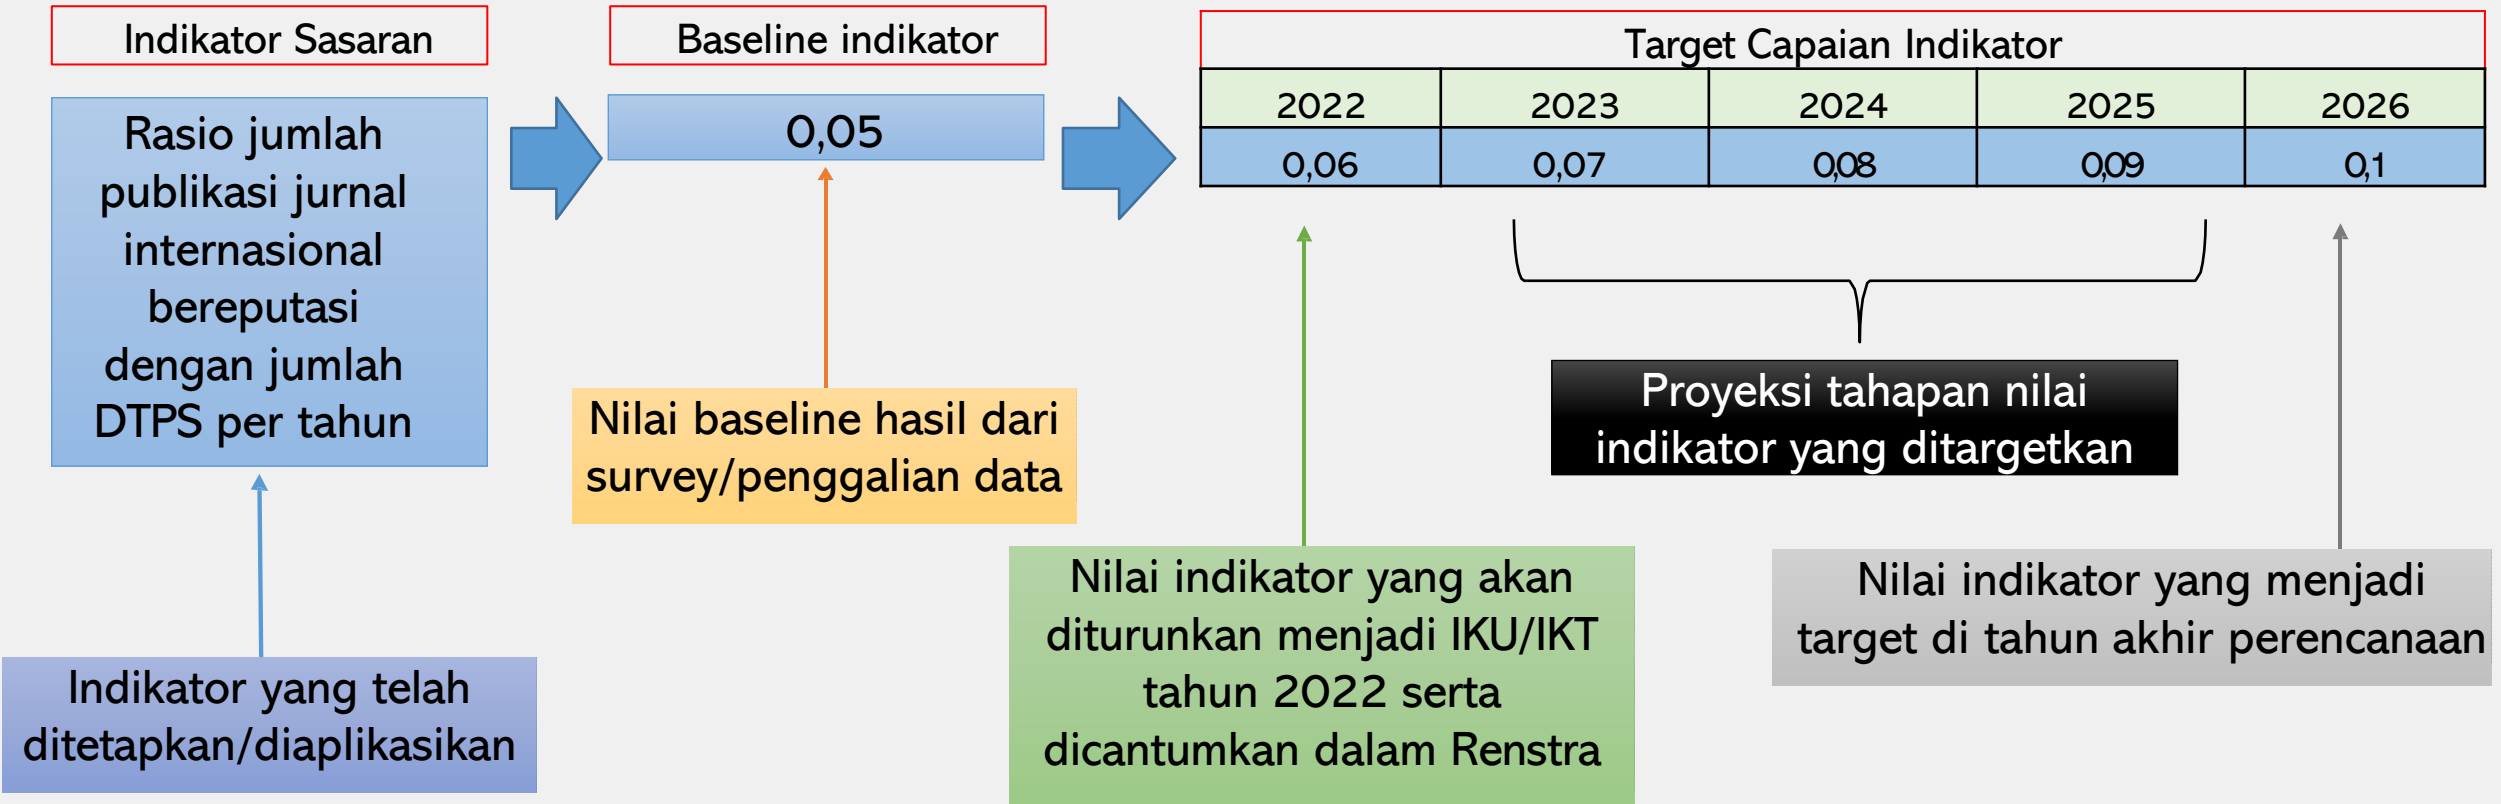 Indikator Sasaran
Baseline indikator
Target Capaian Indikator
2022 2023 2024 2025 2026
0,06 0,07 0,08 0,09 0,1
Rasio jumlah
publikasi jurnal
internasional
bereputasi
dengan jumlah
DTPS per tahun
0,05
Nilai baseline hasil dari
survey/penggalian data
Proyeksi tahapan nilai
indikator yang ditargetkan
Indikator yang telah
ditetapkan/diaplikasikan
Nilai indikator yang akan
diturunkan menjadi IKU/IKT
tahun 2022 serta
dicantumkan dalam Renstra
Nilai indikator yang menjadi
target di tahun akhir perencanaan